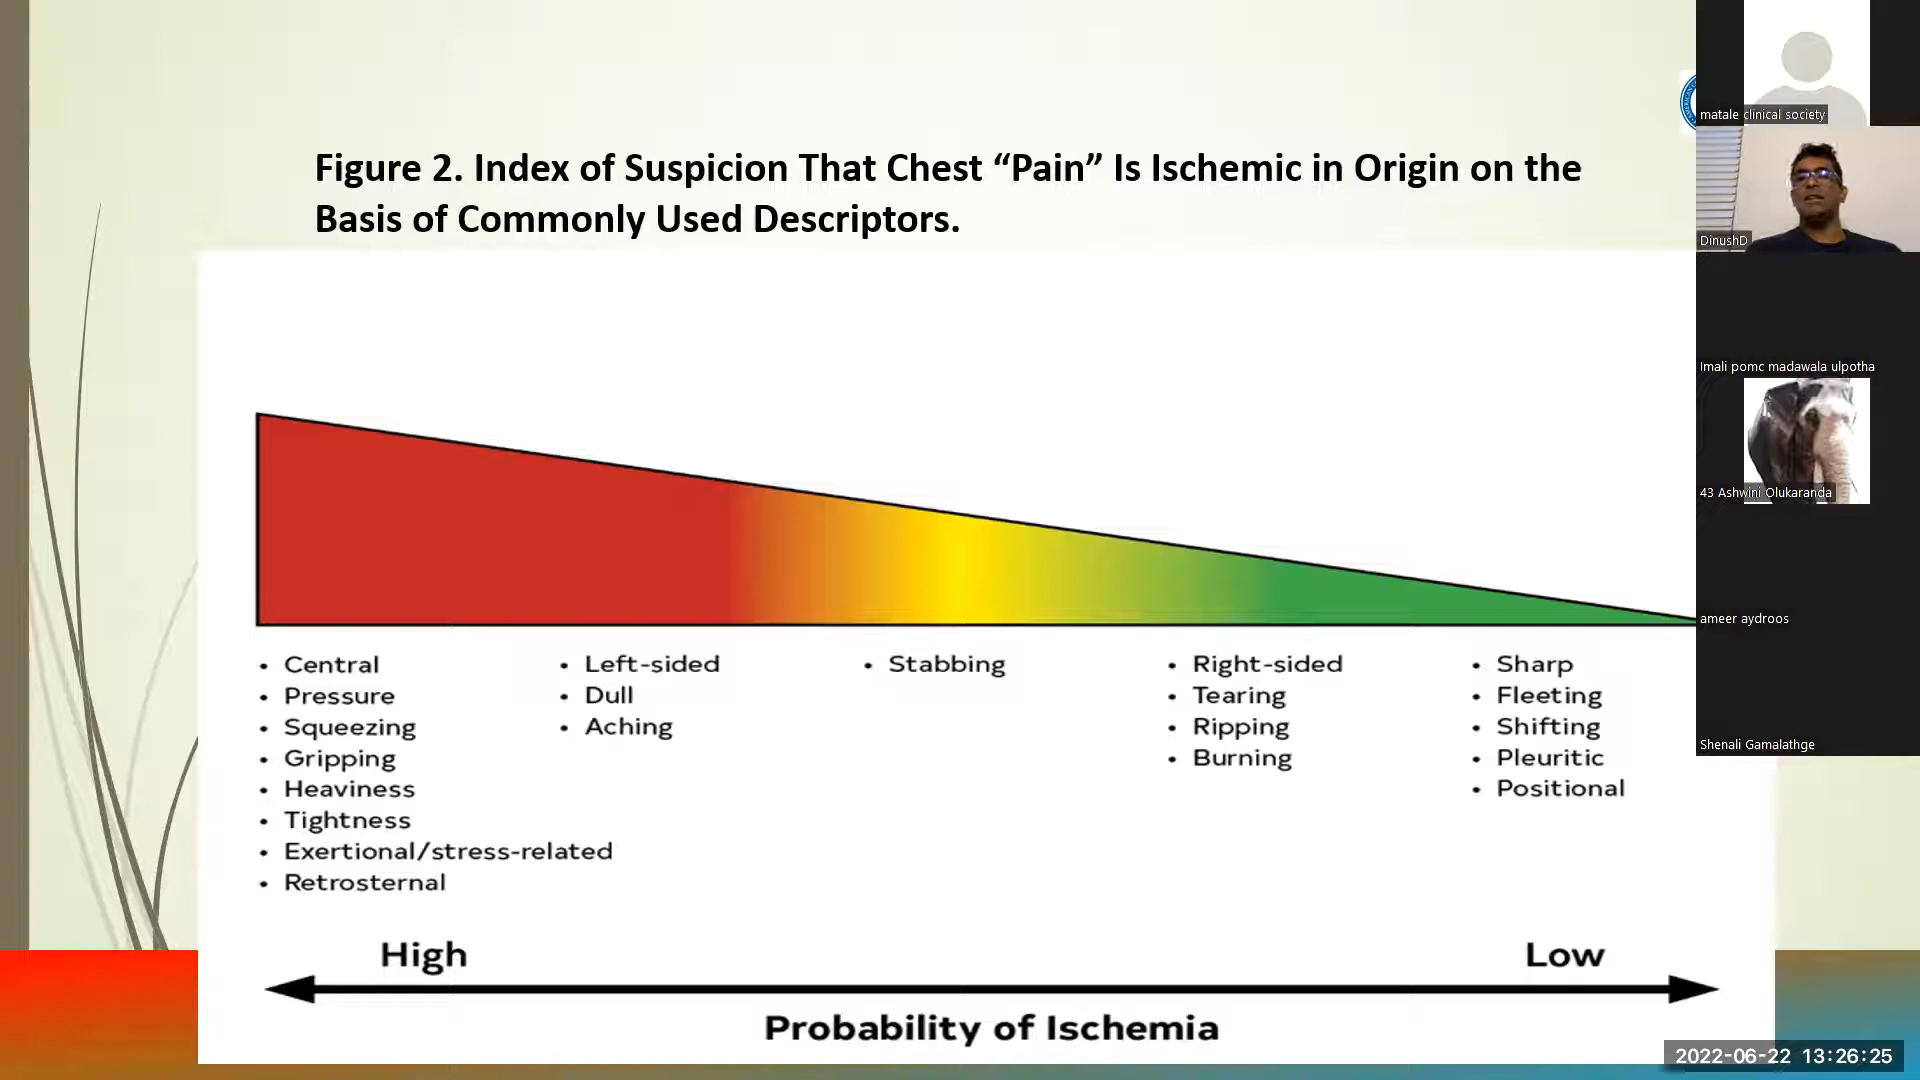 Figure 2. Index of Suspicion That Chest “Pain” Is Ischemic in Origin on the
Basis of Commonly Used Descriptors.
• Central
• Pressure
• Squeezing
• Gripping
• Heaviness
• Tightness
• Exertional/stress-related
• Retrosternal
• Left-sided
• Dull
• Aching
• Stabbing
• Right-sided
• Tearing
• Ripping
• Burning
• Sharp
• Fleeting
• Shifting
• Pleuritic
• Positional
High
Low
Probability of Ischemia
matale clinical society
DinushD
Imali pomc madawala ulpotha
43 Ashwini Olukaranda
ameer aydroos
Shenali Gamalathge
2022-06-22 13:26:25